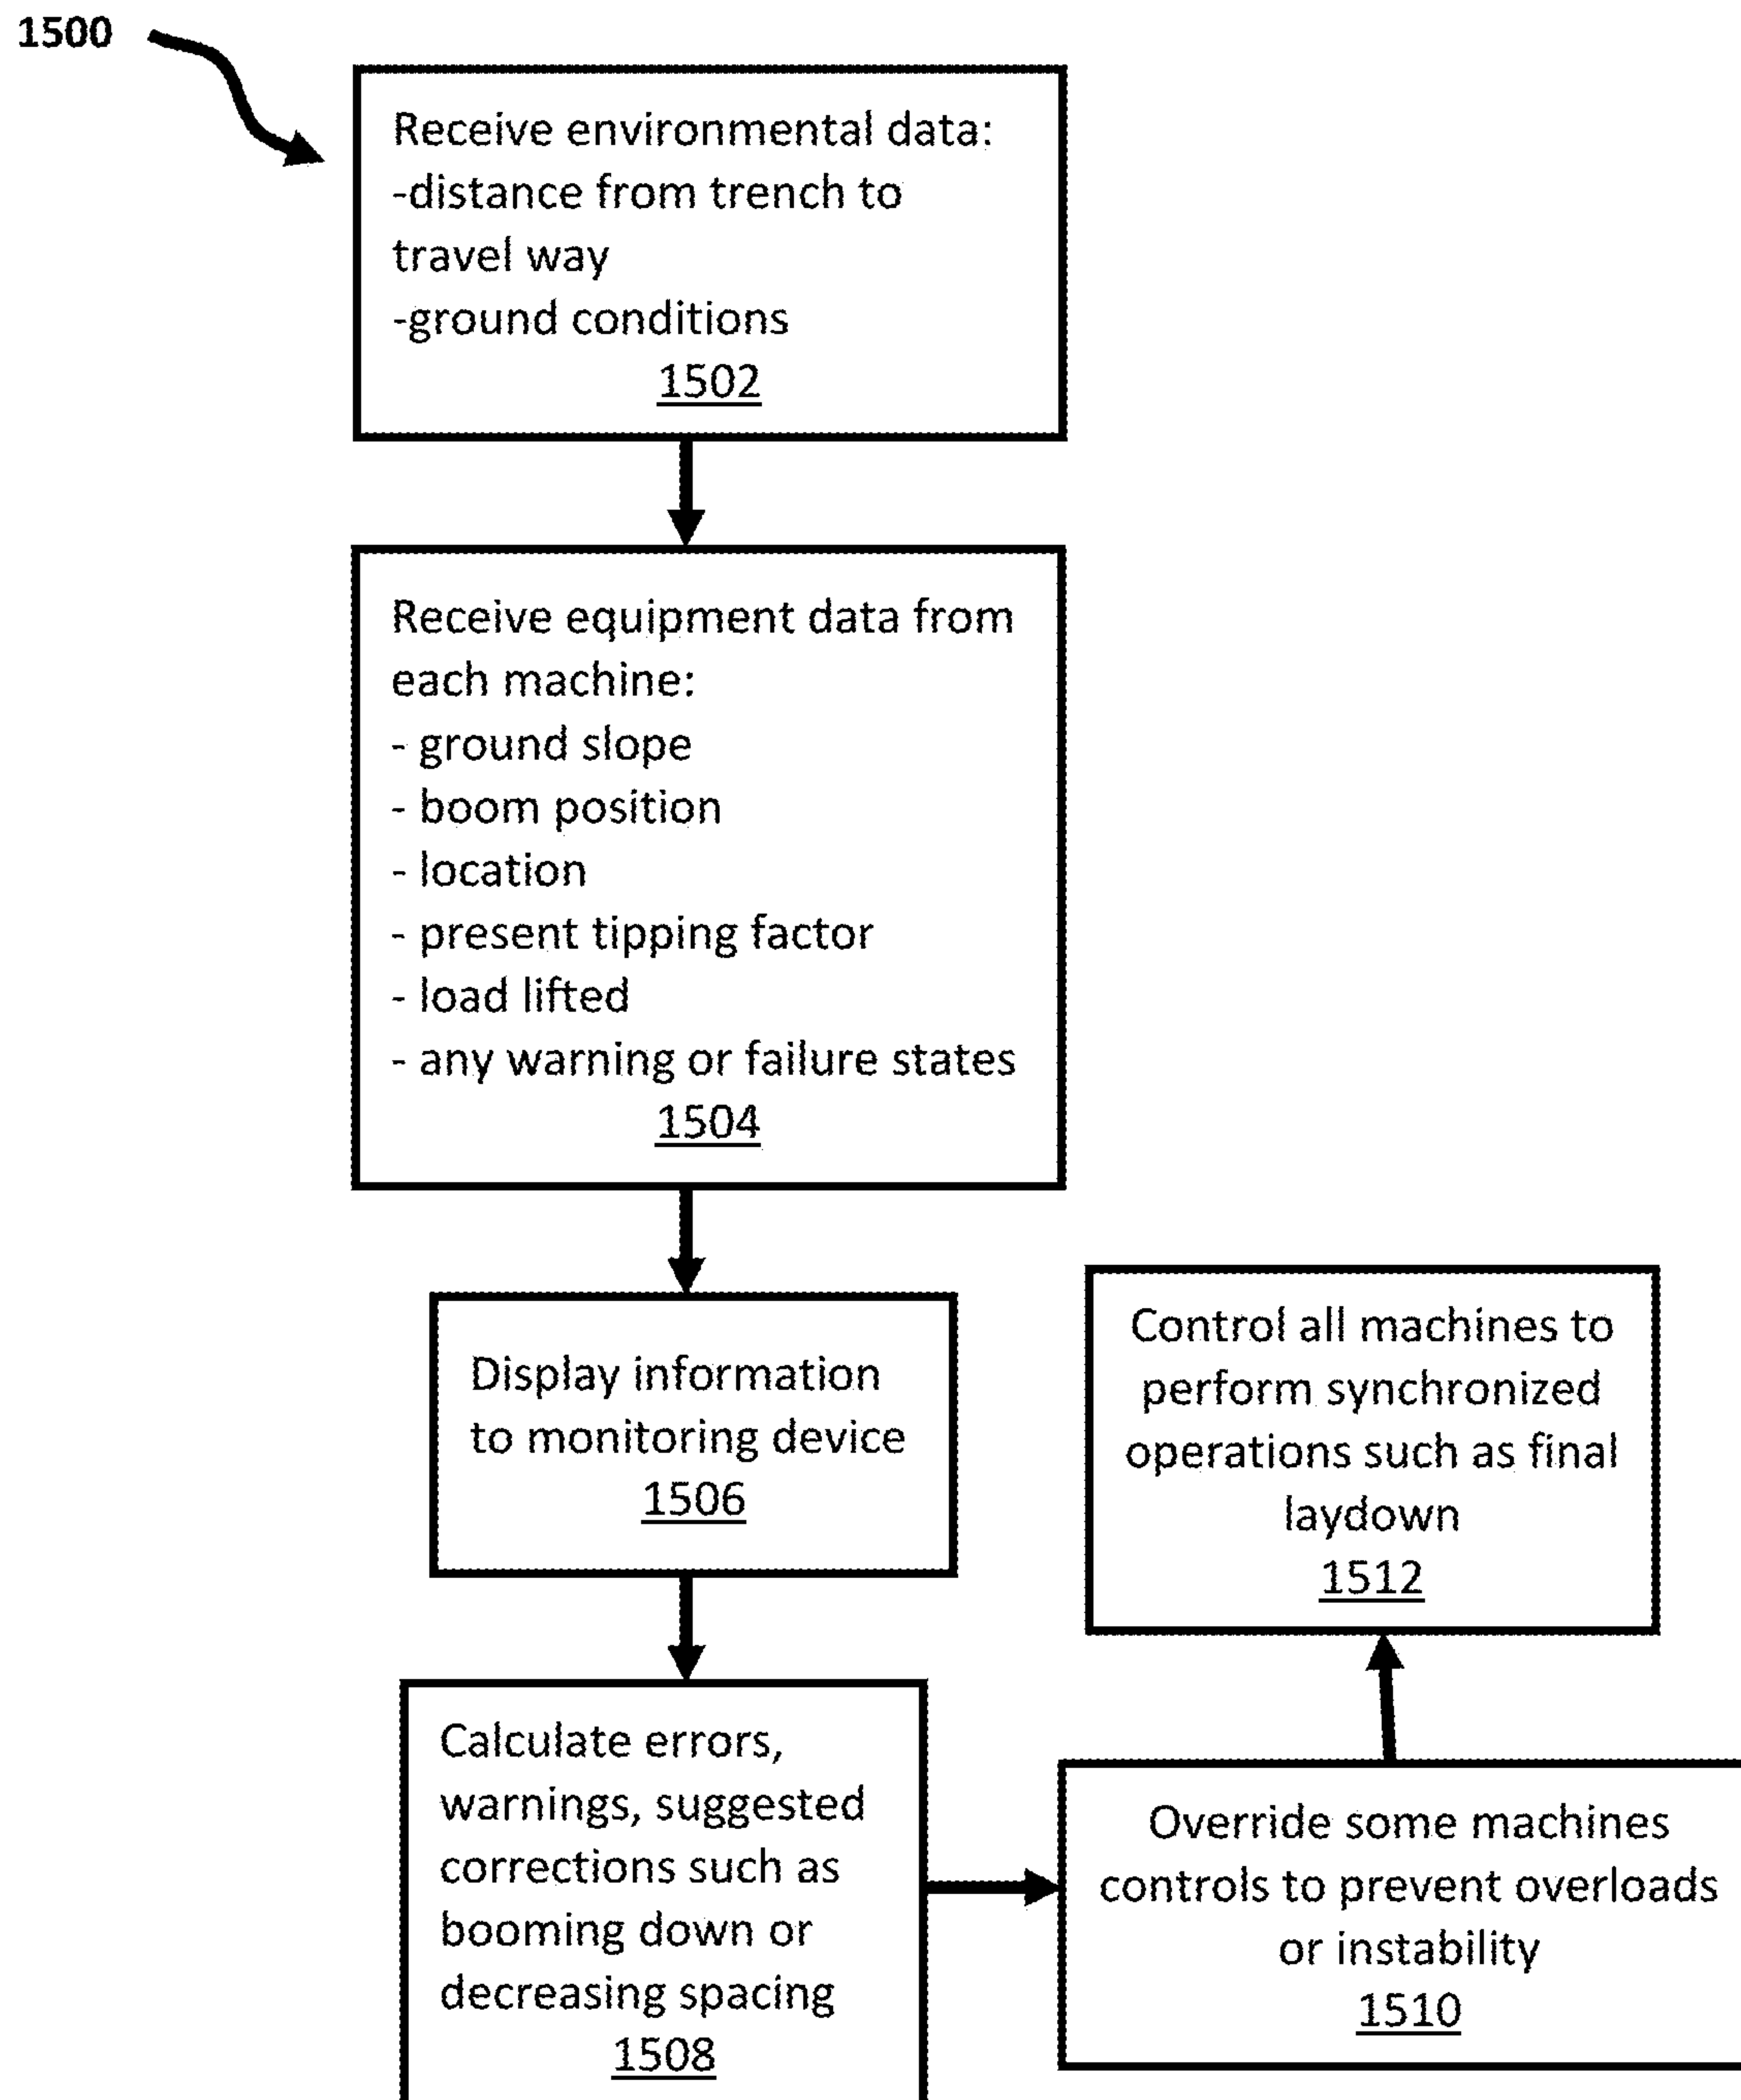 1500
Receive environmental data:
-distance from trench to
travel way
-ground conditions
1502
Receive equipment data from
each machine:
- ground slope
- boom position
- location
- present tipping factor
- load lifted
- any warning or failure states
1504
Display information
to monitoring device
1506
Calculate errors,
warnings, suggested
corrections such as
booming down or
decreasing spacing
1508
Override some machines
controls to prevent overloads
or instability
1510
Control all machines to
perform synchronized
operations such as final
laydown
1512